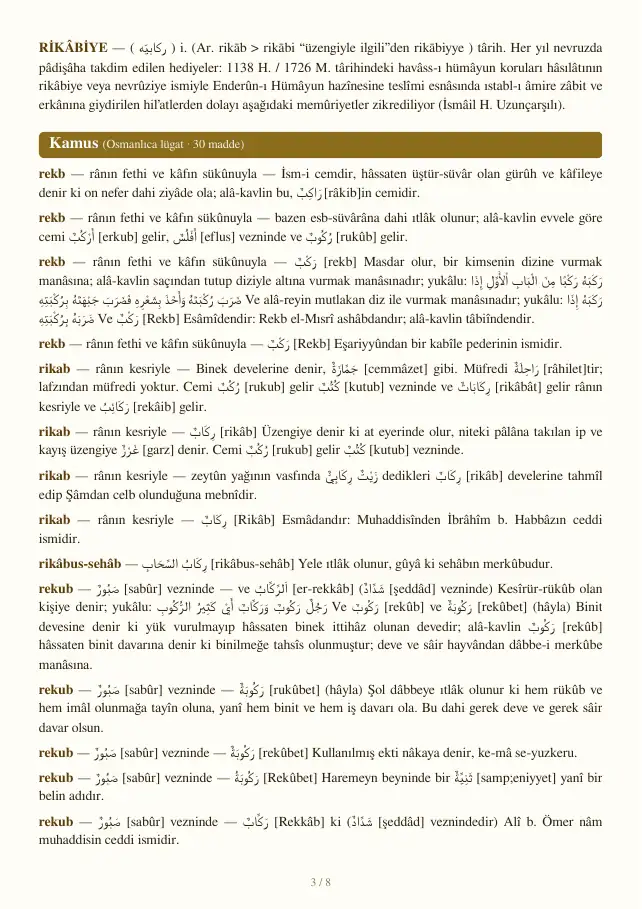 RİKÂBİYE — ( ركابيّه ) i. (Ar. rikāb > rikābі “üzengiyle ilgili”den rikābiyye ) târih. Her yıl nevruzda
pâdişâha takdim edilen hediyeler: 1138 H. / 1726 M. târihindeki havâss-ı hümâyun koruları hâsılâtının
rikâbiye veya nevrûziye ismiyle Enderûn-ı Hümâyun hazînesine teslîmi esnâsında ıstabl-ı âmire zâbit ve
erkânına giydirilen hil’atlerden dolayı aşağıdaki memûriyetler zikrediliyor (İsmâil H. Uzunçarşılı).
Kamus (Osmanlıca lügat · 30 madde)
rekb — rânın fethi ve kâfın sükûnuyla — İsm-i cemdir, hâssaten üştür-süvâr olan gürûh ve kâfileye
denir ki on nefer dahi ziyâde ola; alâ-kavlin bu, رَاكِبٌ [râkib]in cemidir.
rekb — rânın fethi ve kâfın sükûnuyla — bazen esb-süvârâna dahi ıtlâk olunur; alâ-kavlin evvele göre
cemi أَرْكُبٌ [erkub] gelir, أَفْلُسٌ [eflus] vezninde ve رُكُوبٌ [rukûb] gelir.
rekb — rânın fethi ve kâfın sükûnuyla — رَكْبٌ [rekb] Masdar olur, bir kimsenin dizine vurmak
manâsına; alâ-kavlin saçından tutup diziyle altına vurmak manâsınadır; yukâlu: رَكَبَهُ رَكْبًا مِنَ الْبَابِ الْأَوَّلِ إِذَا
ضَرَبَ رُكْبَتَهُ وَأَخَذَ بِشَعْرِهِ فَضَرَبَ جَبْهَتَهُ بِرُكْبَتِهِ Ve alâ-reyin mutlakan diz ile vurmak manâsınadır; yukâlu: رَكَبَهُ إِذَا
ضَرَبَهُ بِرُكْبَتِهِ Ve رَكْبٌ [Rekb] Esâmîdendir: Rekb el-Mısrî ashâbdandır; alâ-kavlin tâbiîndendir.
rekb — rânın fethi ve kâfın sükûnuyla — رَكْبٌ [Rekb] Eşariyyûndan bir kabîle pederinin ismidir.
rikab — rânın kesriyle — Binek develerine denir, جَمَّازَةٌ [cemmâzet] gibi. Müfredi رَاحِلَةٌ [râhilet]tir;
lafzından müfredi yoktur. Cemi رُكُبٌ [rukub] gelir كُتُبٌ [kutub] vezninde ve رِكَابَاتٌ [rikâbât] gelir rânın
kesriyle ve رَكَائِبُ [rekâib] gelir.
rikab — rânın kesriyle — رِكَابٌ [rikâb] Üzengiye denir ki at eyerinde olur, niteki pâlâna takılan ip ve
kayış üzengiye غَرْزٌ [garz] denir. Cemi رُكُبٌ [rukub] gelir كُتُبٌ [kutub] vezninde.
rikab — rânın kesriyle — zeytûn yağının vasfında زَيْتٌ رِكَابِيٌّ dedikleri رِكَابٌ [rikâb] develerine tahmîl
edip Şâmdan celb olunduğuna mebnîdir.
rikab — rânın kesriyle — رِكَابٌ [Rikâb] Esmâdandır: Muhaddisînden İbrâhîm b. Habbâzın ceddi
ismidir.
rikâbus-sehâb — رِكَابُ السَّحَابِ [rikâbus-sehâb] Yele ıtlâk olunur, gûyâ ki sehâbın merkûbudur.
rekub — صَبُورٌ [sabûr] vezninde — ve اَلرَّكَّابُ [er-rekkâb] (شَدَّادٌ [şeddâd] vezninde) Kesîrür-rükûb olan
kişiye denir; yukâlu: رَجُلٌ رَكُوبٌ وَرَكَّابٌ أَيْ كَثِيرُ الرُّكُوبِ Ve رَكُوبٌ [rekûb] ve رَكُوبَةٌ [rekûbet] (hâyla) Binit
devesine denir ki yük vurulmayıp hâssaten binek ittihâz olunan devedir; alâ-kavlin رَكُوبٌ [rekûb]
hâssaten binit davarına denir ki binilmeğe tahsîs olunmuştur; deve ve sâir hayvândan dâbbe-i merkûbe
manâsına.
rekub — صَبُورٌ [sabûr] vezninde — رَكُوبَةٌ [rukûbet] (hâyla) Şol dâbbeye ıtlâk olunur ki hem rükûb ve
hem imâl olunmağa tayîn oluna, yanî hem binit ve hem iş davarı ola. Bu dahi gerek deve ve gerek sâir
davar olsun.
rekub — صَبُورٌ [sabûr] vezninde — رَكُوبَةٌ [rekûbet] Kullanılmış ekti nâkaya denir, ke-mâ se-yuzkeru.
rekub — صَبُورٌ [sabûr] vezninde — رَكُوبَةُ [Rekûbet] Haremeyn beyninde bir ثَنِيَّةٌ [samp;eniyyet] yanî bir
belin adıdır.
rekub — صَبُورٌ [sabûr] vezninde — رَكَّابٌ [Rekkâb] ki (شَدَّادٌ [şeddâd] veznindedir) Alî b. Ömer nâm
muhaddisin ceddi ismidir.
3 / 8